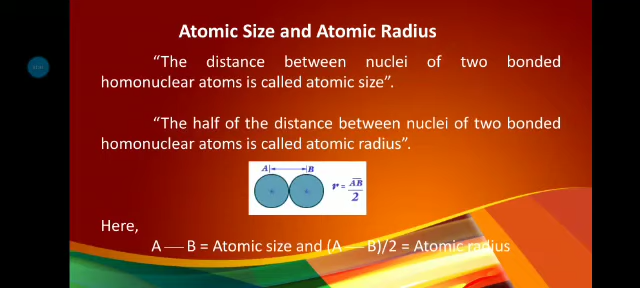 Atomic Size and Atomic Radius
“The distance between nuclei of two bonded
homonuclear atoms is called atomic size”.
“The half of the distance between nuclei of two bonded
homonuclear atoms is called atomic radius”.
A B
r = AB/2
Here,
A — B = Atomic size and (A — B)/2 = Atomic radius